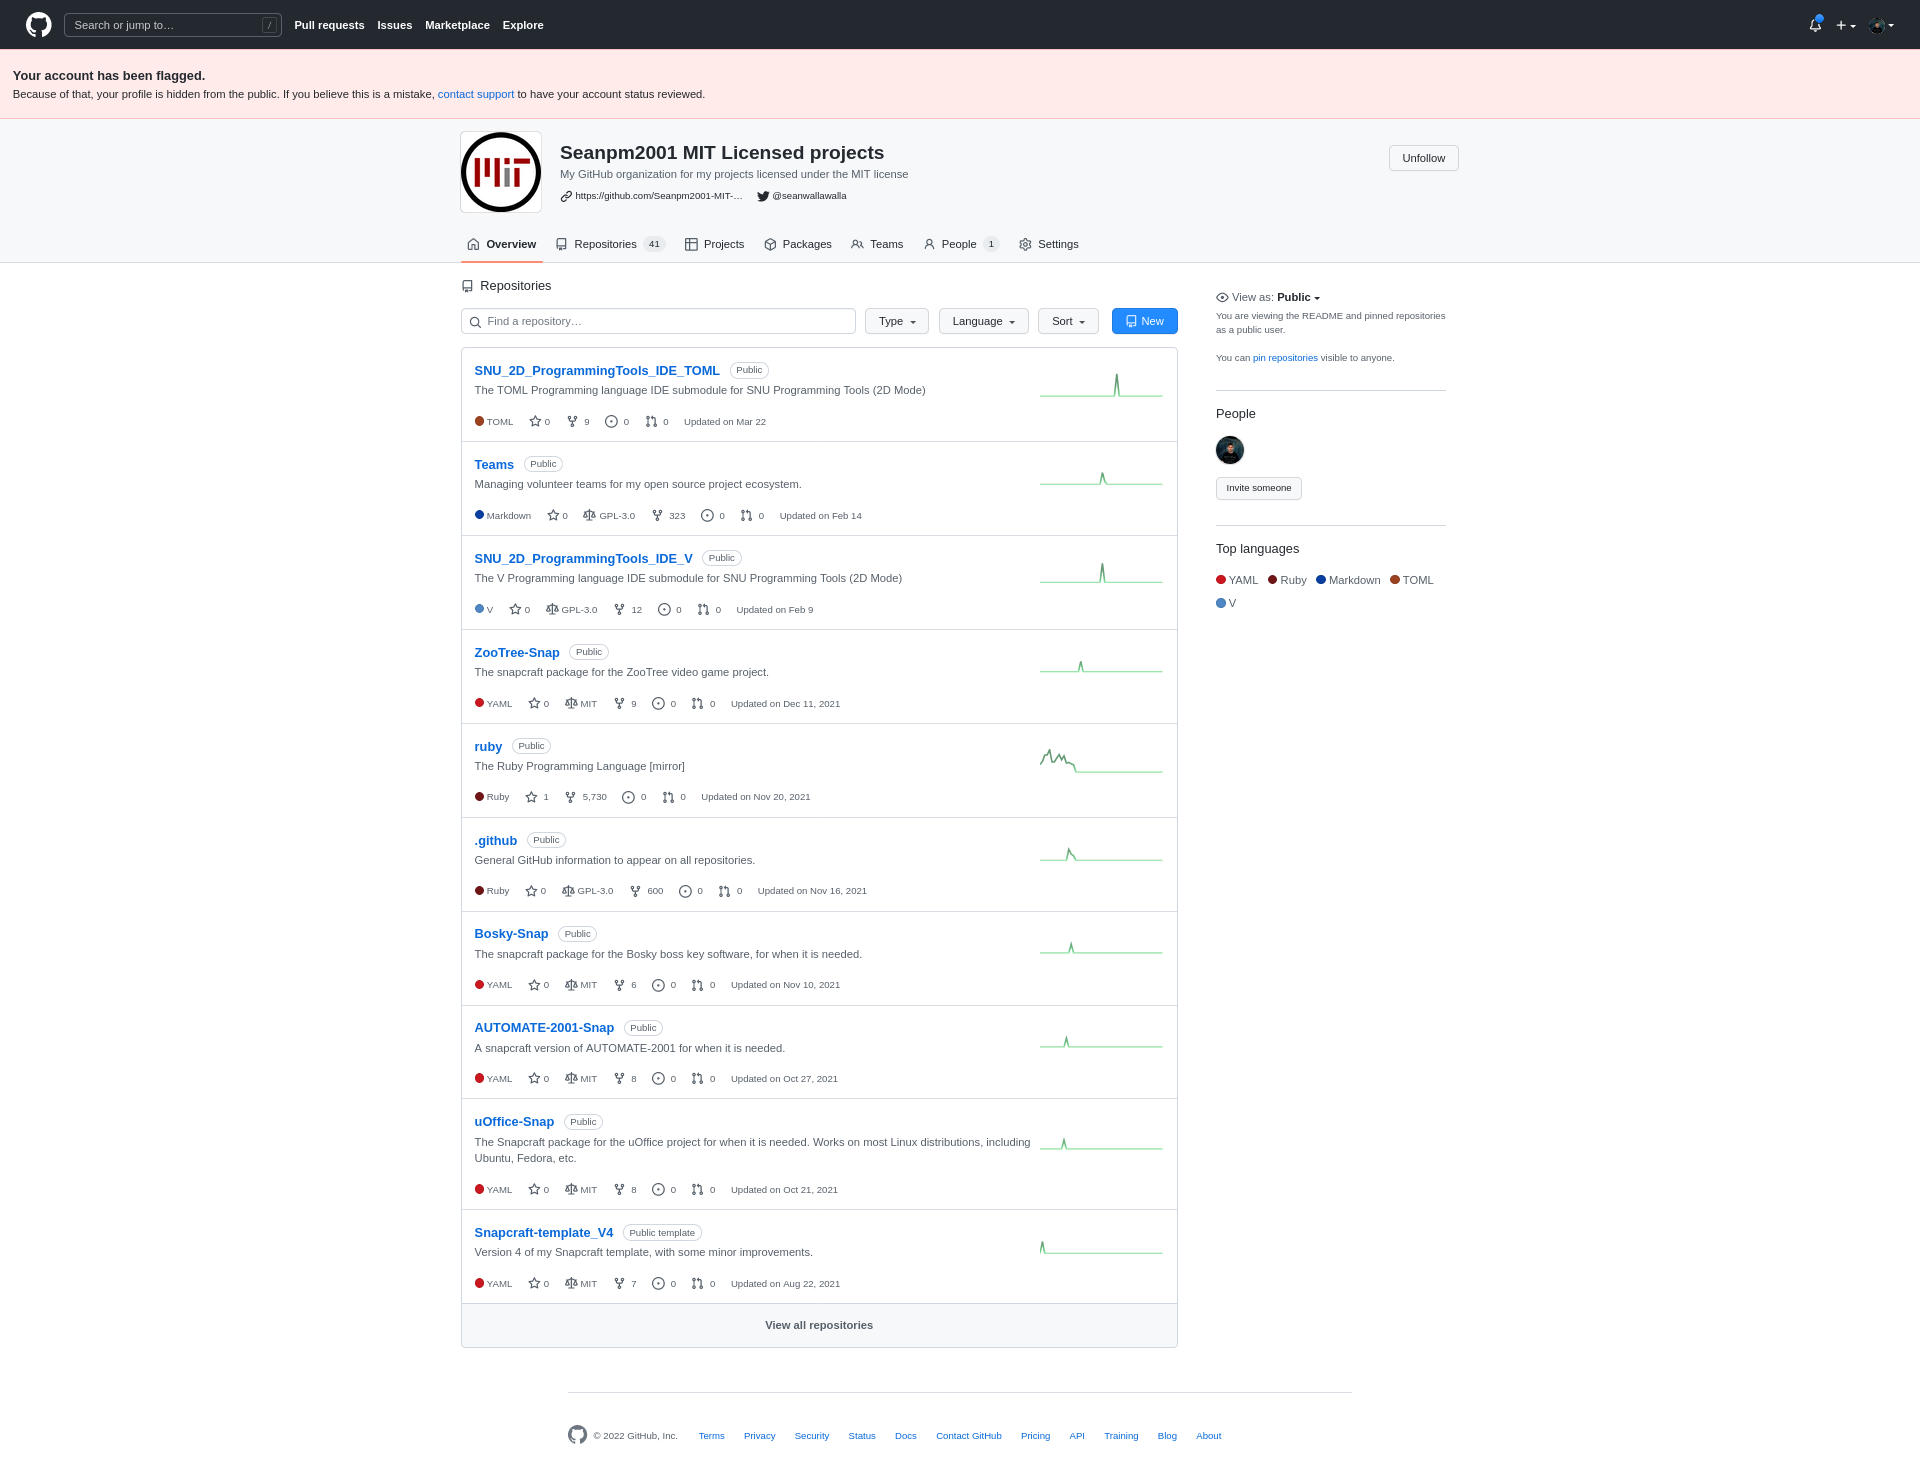 Search or jump to… /
Pull requests Issues Marketplace Explore
Your account has been flagged.
Because of that, your profile is hidden from the public. If you believe this is a mistake, contact support to have your account status reviewed.
MIT
Seanpm2001 MIT Licensed projects
Unfollow
My GitHub organization for my projects licensed under the MIT license
https://github.com/Seanpm2001-MIT-… @seanwallawalla
Overview Repositories 41 Projects Packages Teams People 1 Settings
Repositories
Find a repository… Type Language Sort New
SNU_2D_ProgrammingTools_IDE_TOML Public
The TOML Programming language IDE submodule for SNU Programming Tools (2D Mode)
TOML 0 9 0 0 Updated on Mar 22
Teams Public
Managing volunteer teams for my open source project ecosystem.
Markdown 0 GPL-3.0 323 0 0 Updated on Feb 14
SNU_2D_ProgrammingTools_IDE_V Public
The V Programming language IDE submodule for SNU Programming Tools (2D Mode)
V 0 GPL-3.0 12 0 0 Updated on Feb 9
ZooTree-Snap Public
The snapcraft package for the ZooTree video game project.
YAML 0 MIT 9 0 0 Updated on Dec 11, 2021
ruby Public
The Ruby Programming Language [mirror]
Ruby 1 5,730 0 0 Updated on Nov 20, 2021
.github Public
General GitHub information to appear on all repositories.
Ruby 0 GPL-3.0 600 0 0 Updated on Nov 16, 2021
Bosky-Snap Public
The snapcraft package for the Bosky boss key software, for when it is needed.
YAML 0 MIT 6 0 0 Updated on Nov 10, 2021
AUTOMATE-2001-Snap Public
A snapcraft version of AUTOMATE-2001 for when it is needed.
YAML 0 MIT 8 0 0 Updated on Oct 27, 2021
uOffice-Snap Public
The Snapcraft package for the uOffice project for when it is needed. Works on most Linux distributions, including
Ubuntu, Fedora, etc.
YAML 0 MIT 8 0 0 Updated on Oct 21, 2021
Snapcraft-template_V4 Public template
Version 4 of my Snapcraft template, with some minor improvements.
YAML 0 MIT 7 0 0 Updated on Aug 22, 2021
View all repositories
View as: Public
You are viewing the README and pinned repositories
as a public user.
You can pin repositories visible to anyone.
People
Invite someone
Top languages
YAML Ruby Markdown TOML
V
© 2022 GitHub, Inc. Terms Privacy Security Status Docs Contact GitHub Pricing API Training Blog About